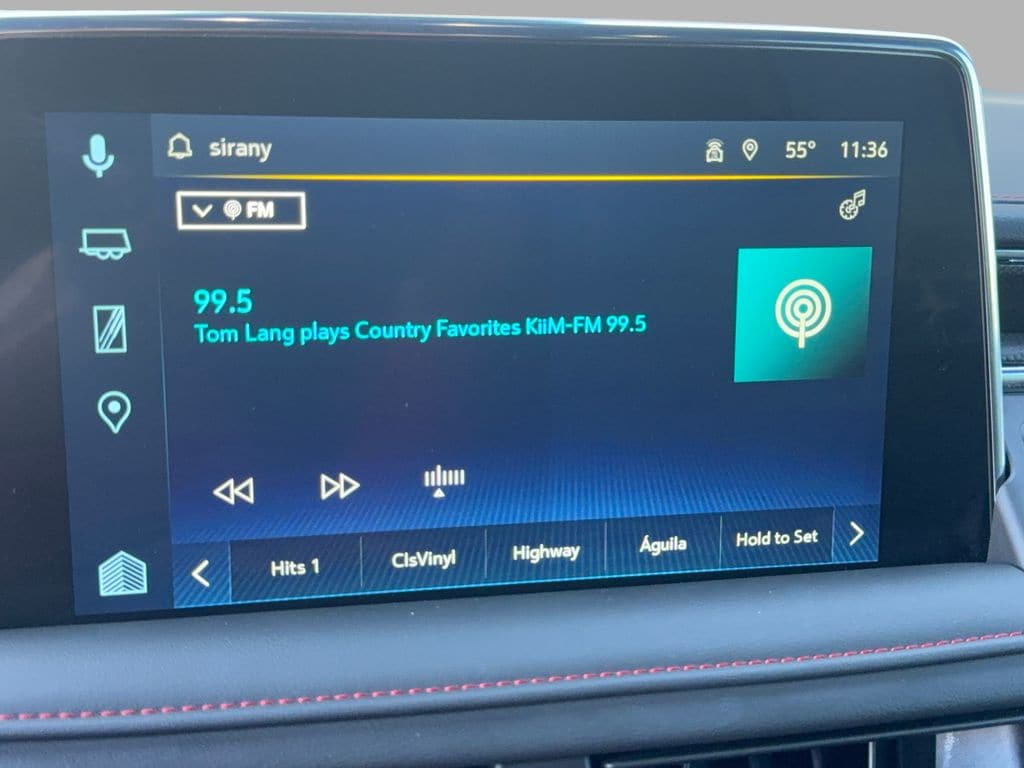 sirany
55°
11:36
FM
99.5
Tom Lang plays Country Favorites KiiM-FM 99.5
Hits 1
ClsVinyl
Highway
Águila
Hold to Set